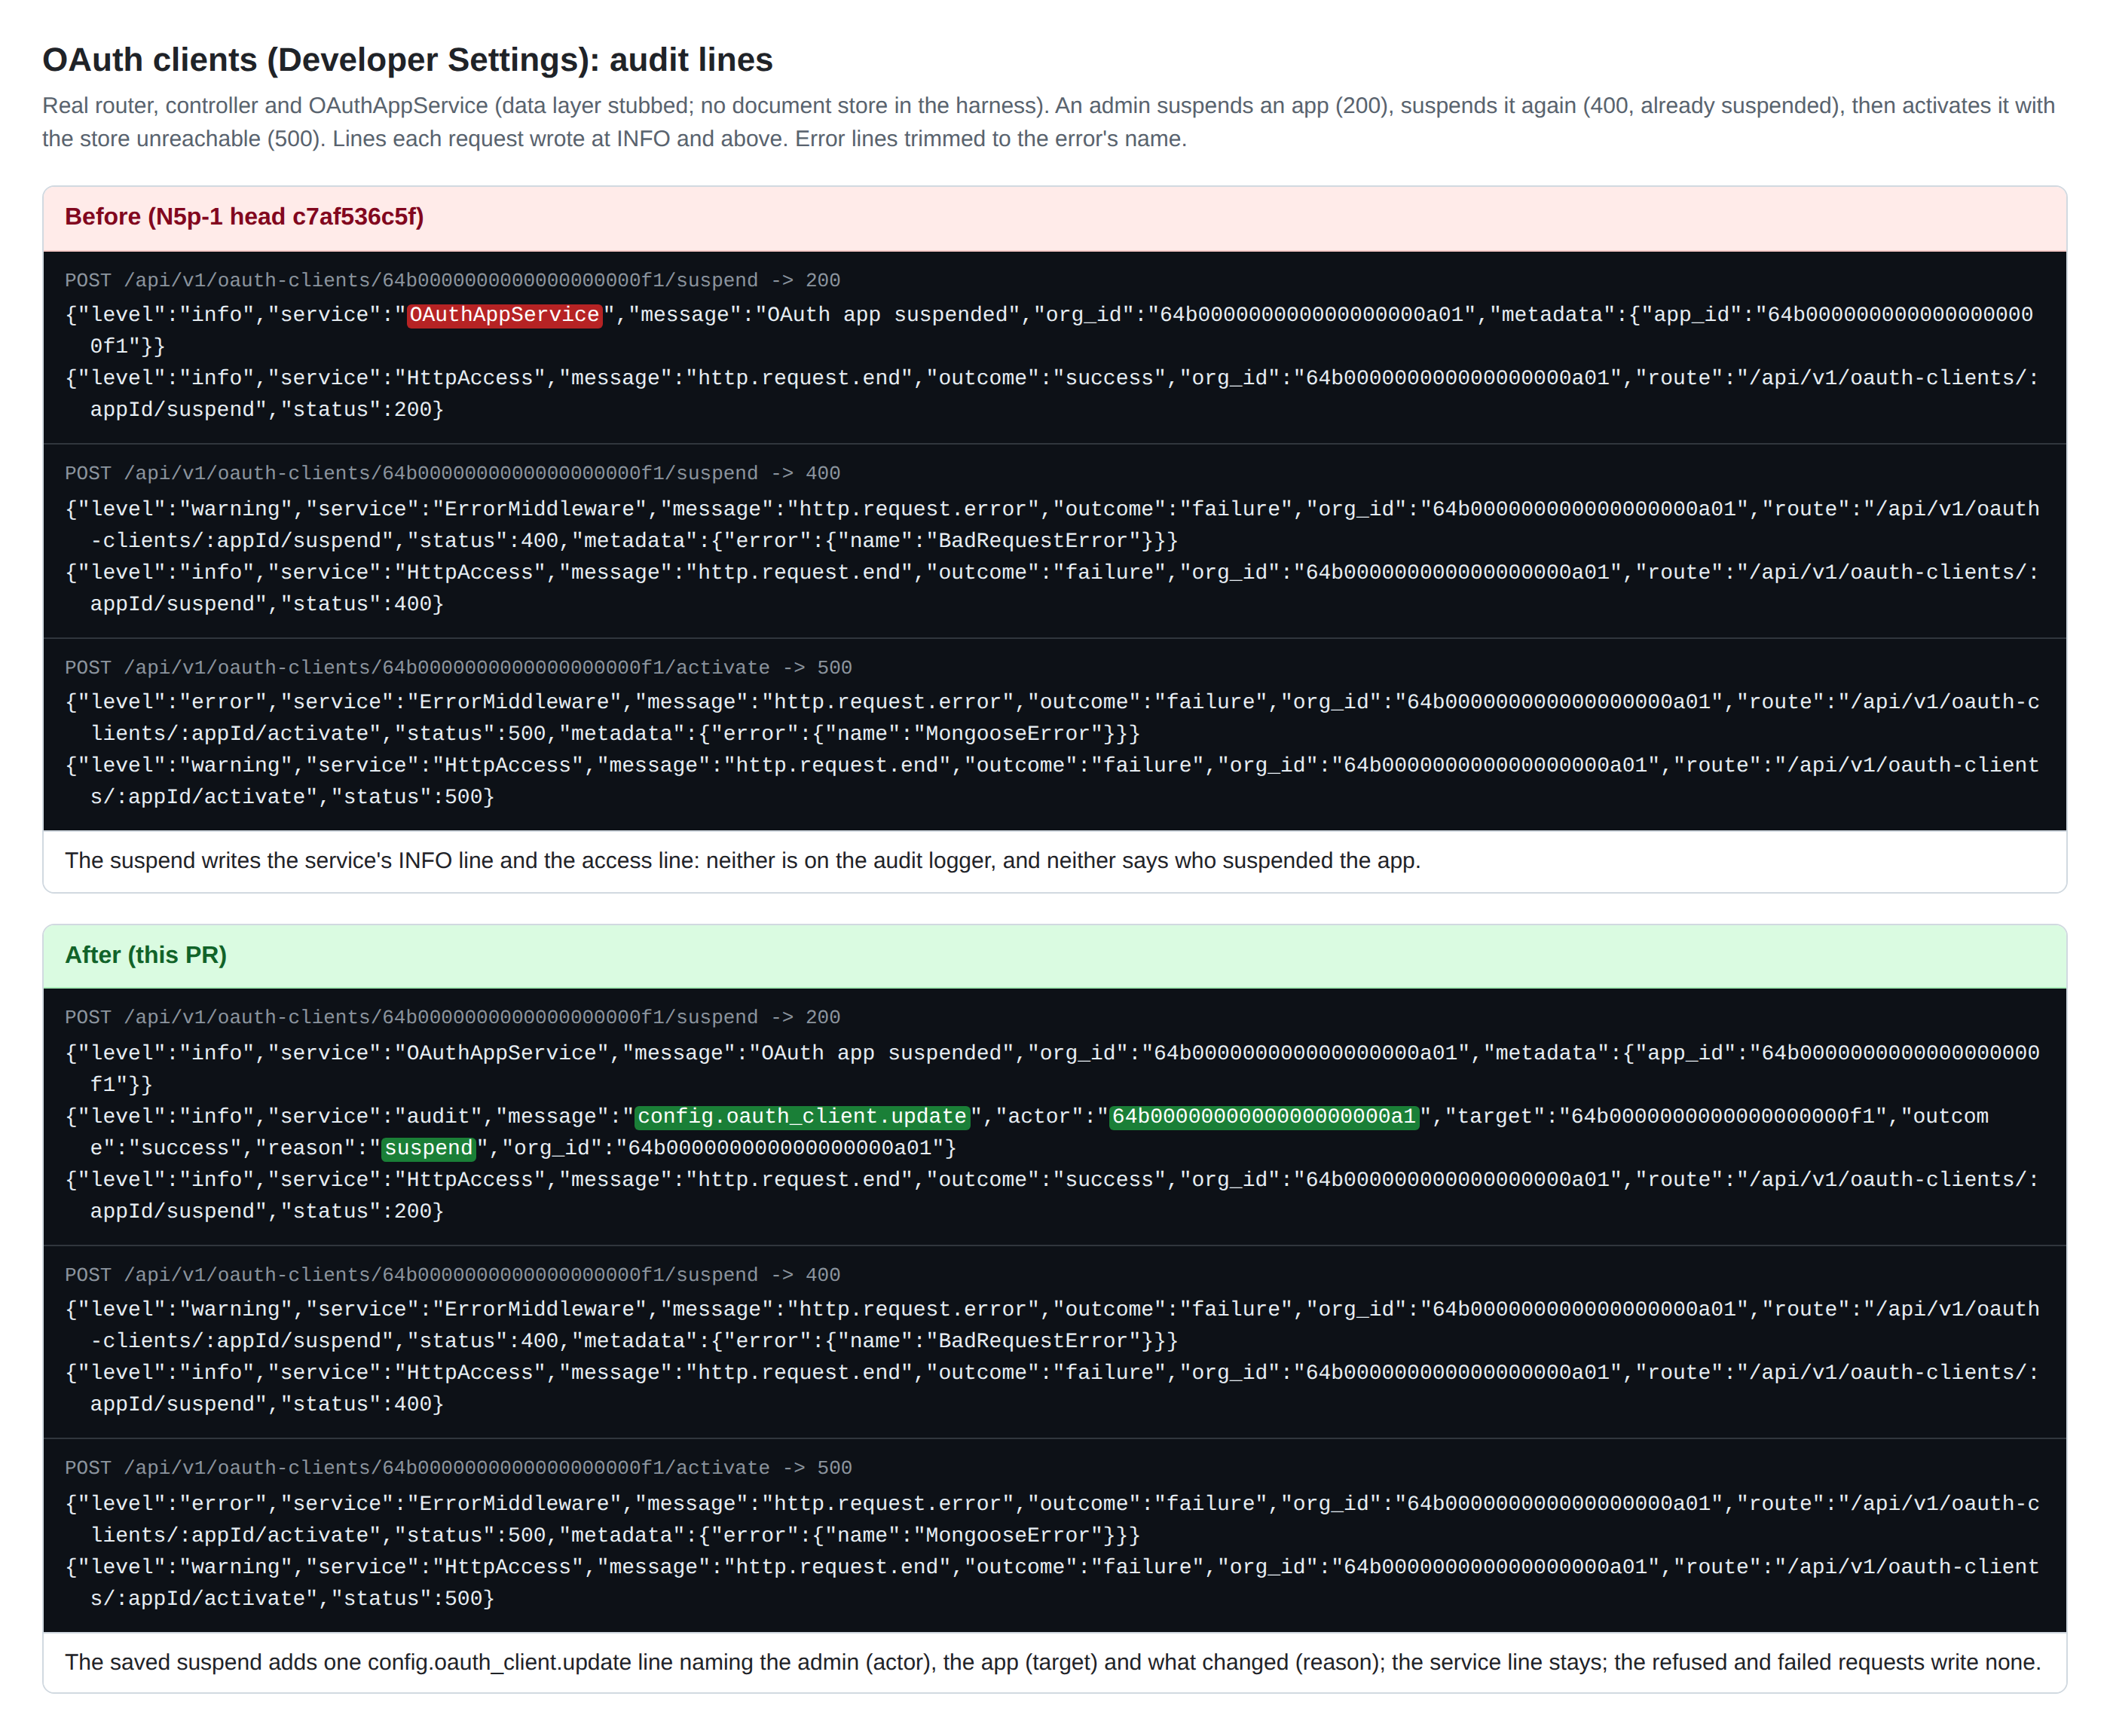 OAuth clients (Developer Settings): audit lines
Real router, controller and OAuthAppService (data layer stubbed; no document store in the harness). An admin suspends an app (200), suspends it again (400, already suspended), then activates it with
the store unreachable (500). Lines each request wrote at INFO and above. Error lines trimmed to the error's name.
Before (N5p-1 head c7af536c5f)
POST /api/v1/oauth-clients/64b0000000000000000000f1/suspend -> 200
{"level":"info","service":"OAuthAppService","message":"OAuth app suspended","org_id":"64b000000000000000000a01","metadata":{"app_id":"64b000000000000000000
0f1"}}
{"level":"info","service":"HttpAccess","message":"http.request.end","outcome":"success","org_id":"64b000000000000000000a01","route":"/api/v1/oauth-clients/:
appId/suspend","status":200}
POST /api/v1/oauth-clients/64b0000000000000000000f1/suspend -> 400
{"level":"warning","service":"ErrorMiddleware","message":"http.request.error","outcome":"failure","org_id":"64b000000000000000000a01","route":"/api/v1/oauth
-clients/:appId/suspend","status":400,"metadata":{"error":{"name":"BadRequestError"}}}
{"level":"info","service":"HttpAccess","message":"http.request.end","outcome":"failure","org_id":"64b000000000000000000a01","route":"/api/v1/oauth-clients/:
appId/suspend","status":400}
POST /api/v1/oauth-clients/64b0000000000000000000f1/activate -> 500
{"level":"error","service":"ErrorMiddleware","message":"http.request.error","outcome":"failure","org_id":"64b000000000000000000a01","route":"/api/v1/oauth-c
lients/:appId/activate","status":500,"metadata":{"error":{"name":"MongooseError"}}}
{"level":"warning","service":"HttpAccess","message":"http.request.end","outcome":"failure","org_id":"64b000000000000000000a01","route":"/api/v1/oauth-client
s/:appId/activate","status":500}
The suspend writes the service's INFO line and the access line: neither is on the audit logger, and neither says who suspended the app.
After (this PR)
POST /api/v1/oauth-clients/64b0000000000000000000f1/suspend -> 200
{"level":"info","service":"OAuthAppService","message":"OAuth app suspended","org_id":"64b000000000000000000a01","metadata":{"app_id":"64b0000000000000000000
f1"}}
{"level":"info","service":"audit","message":"config.oauth_client.update","actor":"64b0000000000000000000a1","target":"64b0000000000000000000f1","outcom
e":"success","reason":"suspend","org_id":"64b000000000000000000a01"}
{"level":"info","service":"HttpAccess","message":"http.request.end","outcome":"success","org_id":"64b000000000000000000a01","route":"/api/v1/oauth-clients/:
appId/suspend","status":200}
POST /api/v1/oauth-clients/64b0000000000000000000f1/suspend -> 400
{"level":"warning","service":"ErrorMiddleware","message":"http.request.error","outcome":"failure","org_id":"64b000000000000000000a01","route":"/api/v1/oauth
-clients/:appId/suspend","status":400,"metadata":{"error":{"name":"BadRequestError"}}}
{"level":"info","service":"HttpAccess","message":"http.request.end","outcome":"failure","org_id":"64b000000000000000000a01","route":"/api/v1/oauth-clients/:
appId/suspend","status":400}
POST /api/v1/oauth-clients/64b0000000000000000000f1/activate -> 500
{"level":"error","service":"ErrorMiddleware","message":"http.request.error","outcome":"failure","org_id":"64b000000000000000000a01","route":"/api/v1/oauth-c
lients/:appId/activate","status":500,"metadata":{"error":{"name":"MongooseError"}}}
{"level":"warning","service":"HttpAccess","message":"http.request.end","outcome":"failure","org_id":"64b000000000000000000a01","route":"/api/v1/oauth-client
s/:appId/activate","status":500}
The saved suspend adds one config.oauth_client.update line naming the admin (actor), the app (target) and what changed (reason); the service line stays; the refused and failed requests write none.